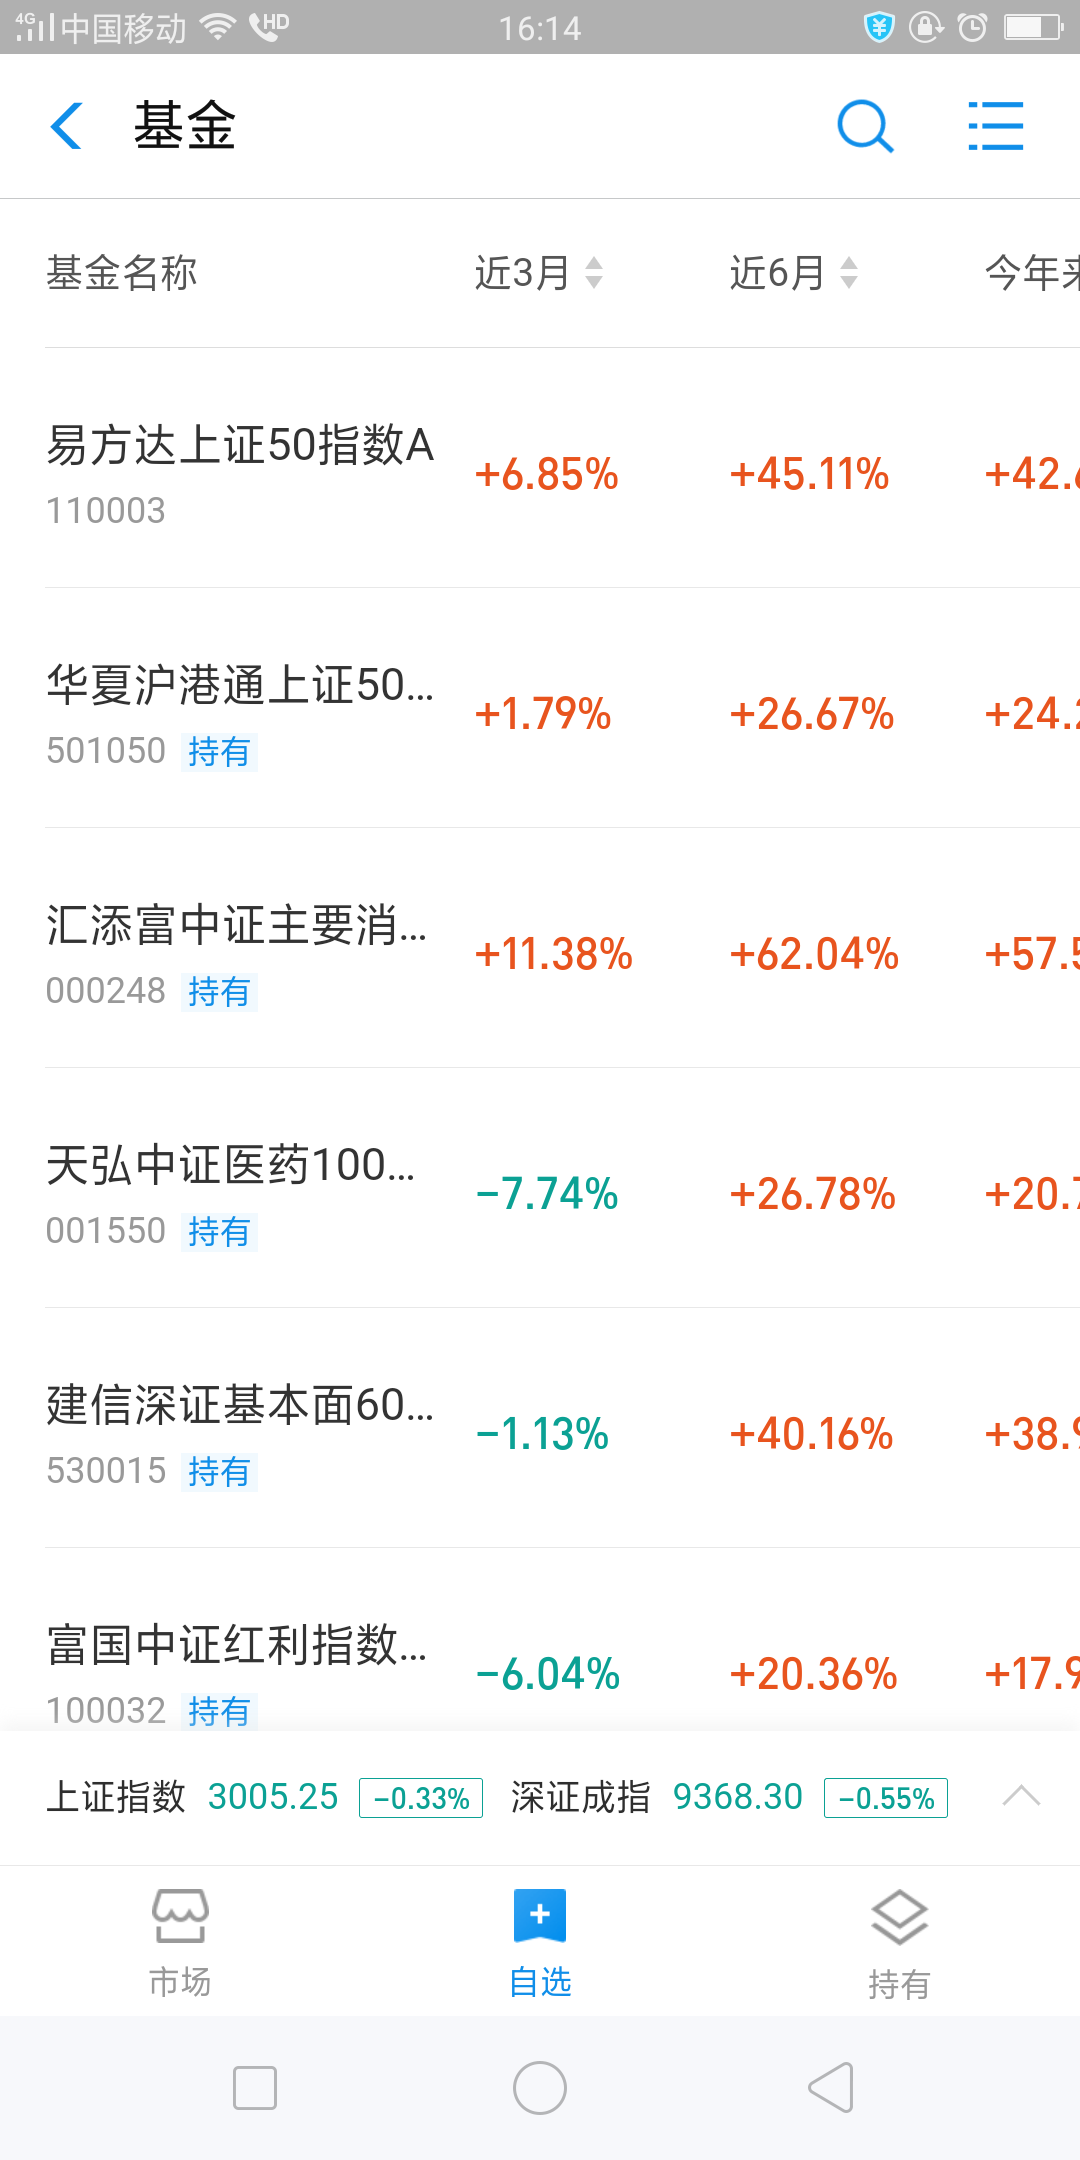 4G 中国移动 HD 16:14
基金
基金名称 近3月 近6月 今年来
易方达上证50指数A +6.85% +45.11% +42.6
110003
华夏沪港通上证50... +1.79% +26.67% +24.2
501050 持有
汇添富中证主要消... +11.38% +62.04% +57.5
000248 持有
天弘中证医药100... -7.74% +26.78% +20.7
001550 持有
建信深证基本面60... -1.13% +40.16% +38.9
530015 持有
富国中证红利指数... -6.04% +20.36% +17.9
100032 持有
上证指数 3005.25 -0.33% 深证成指 9368.30 -0.55%
市场 自选 持有